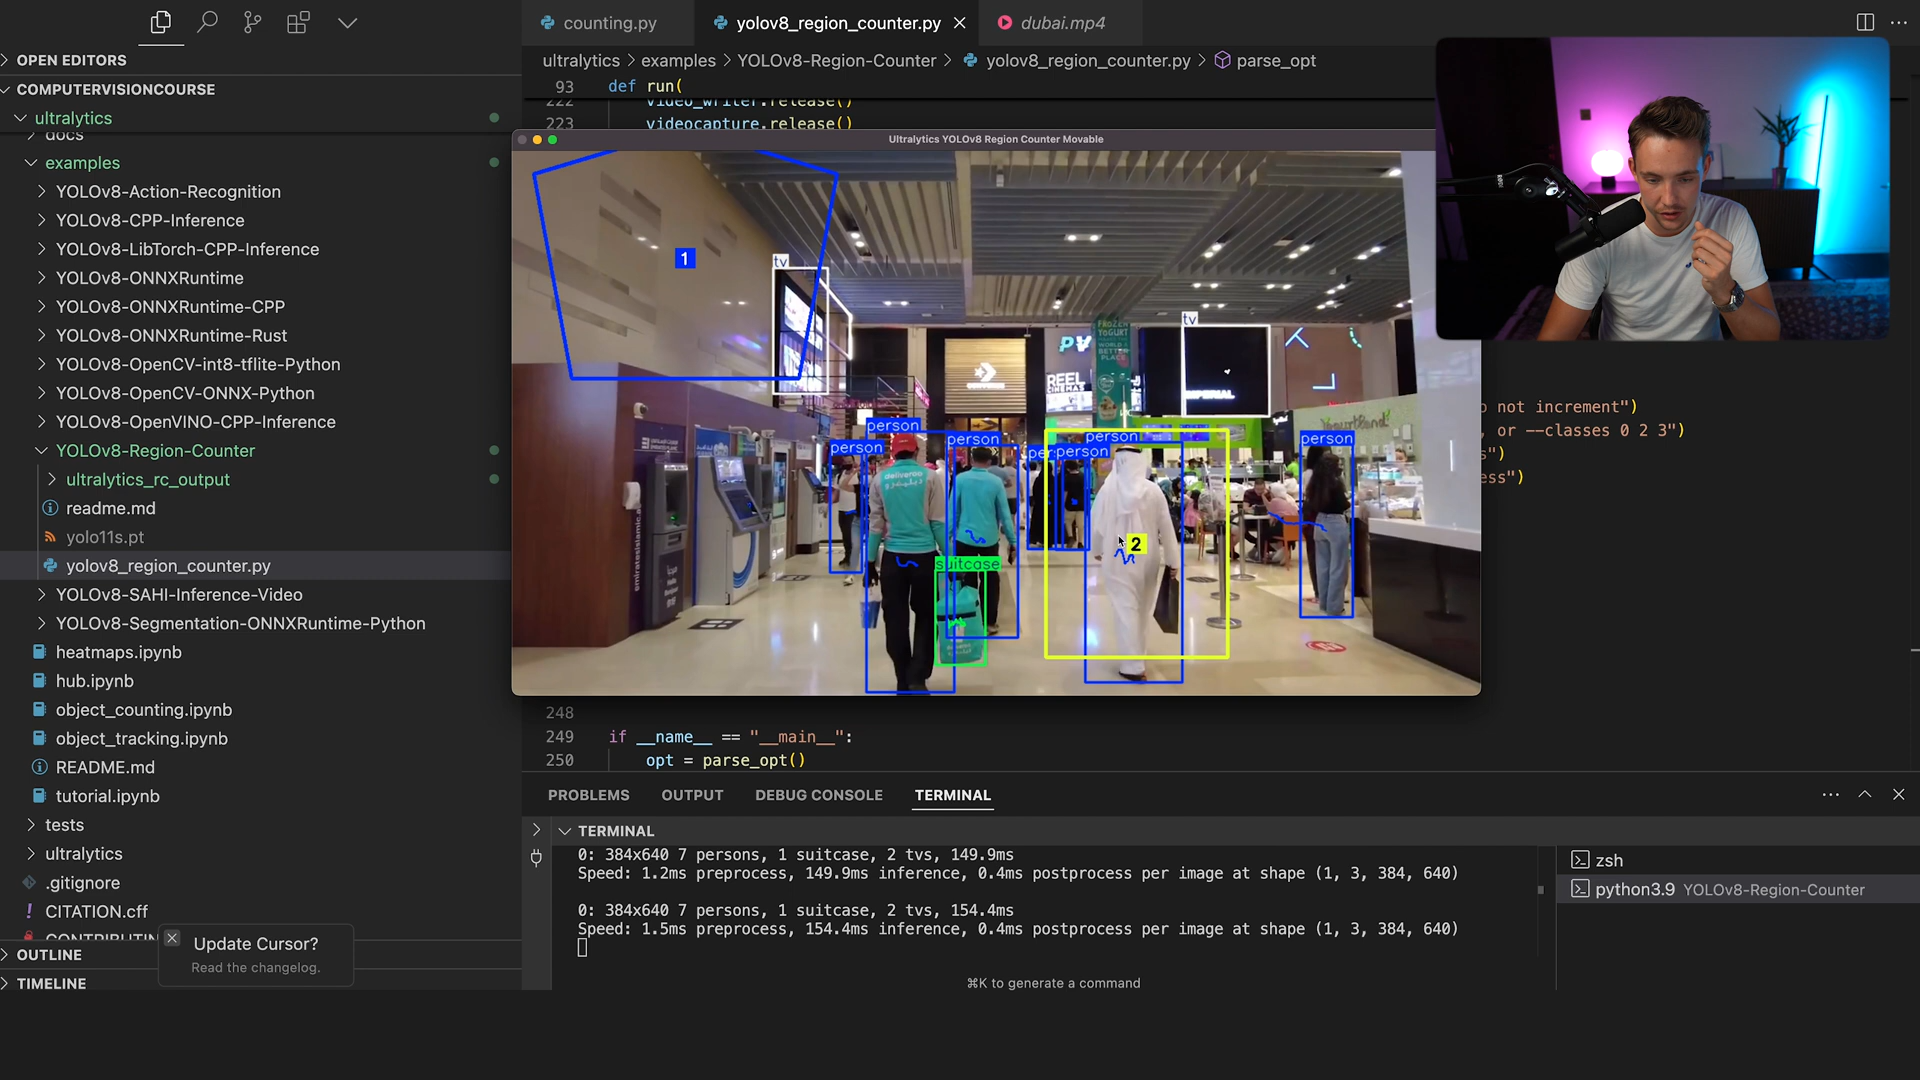 OPEN EDITORS
COMPUTERVISIONCOURSE
ultralytics
docs
examples
YOLOv8-Action-Recognition
YOLOv8-CPP-Inference
YOLOv8-LibTorch-CPP-Inference
YOLOv8-ONNXRuntime
YOLOv8-ONNXRuntime-CPP
YOLOv8-ONNXRuntime-Rust
YOLOv8-OpenCV-int8-tflite-Python
YOLOv8-OpenCV-ONNX-Python
YOLOv8-OpenVINO-CPP-Inference
YOLOv8-Region-Counter
ultralytics_rc_output
readme.md
yolo11s.pt
yolov8_region_counter.py
YOLOv8-SAHI-Inference-Video
YOLOv8-Segmentation-ONNXRuntime-Python
heatmaps.ipynb
hub.ipynb
object_counting.ipynb
object_tracking.ipynb
README.md
tutorial.ipynb
tests
ultralytics
.gitignore
CITATION.cff
OUTLINE
TIMELINE
Update Cursor?
Read the changelog.
counting.py
yolov8_region_counter.py
dubai.mp4
ultralytics > examples > YOLOv8-Region-Counter > yolov8_region_counter.py > parse_opt
93 def run(
222 video_writer.release()
223 videocapture.release()
Ultralytics YOLOv8 Region Counter Movable
1
tv
tv
FROZEN
YOGURT
REEL
CINEMAS
IMPERIAL
person
person
person
person
person
person
deliveroo
2
suitcase
not increment")
, or --classes 0 2 3")
s")
ess")
248
249 if __name__ == "__main__":
250 opt = parse_opt()
PROBLEMS OUTPUT DEBUG CONSOLE TERMINAL
TERMINAL
0: 384x640 7 persons, 1 suitcase, 2 tvs, 149.9ms
Speed: 1.2ms preprocess, 149.9ms inference, 0.4ms postprocess per image at shape (1, 3, 384, 640)
0: 384x640 7 persons, 1 suitcase, 2 tvs, 154.4ms
Speed: 1.5ms preprocess, 154.4ms inference, 0.4ms postprocess per image at shape (1, 3, 384, 640)
zsh
python3.9 YOLOv8-Region-Counter
⌘K to generate a command